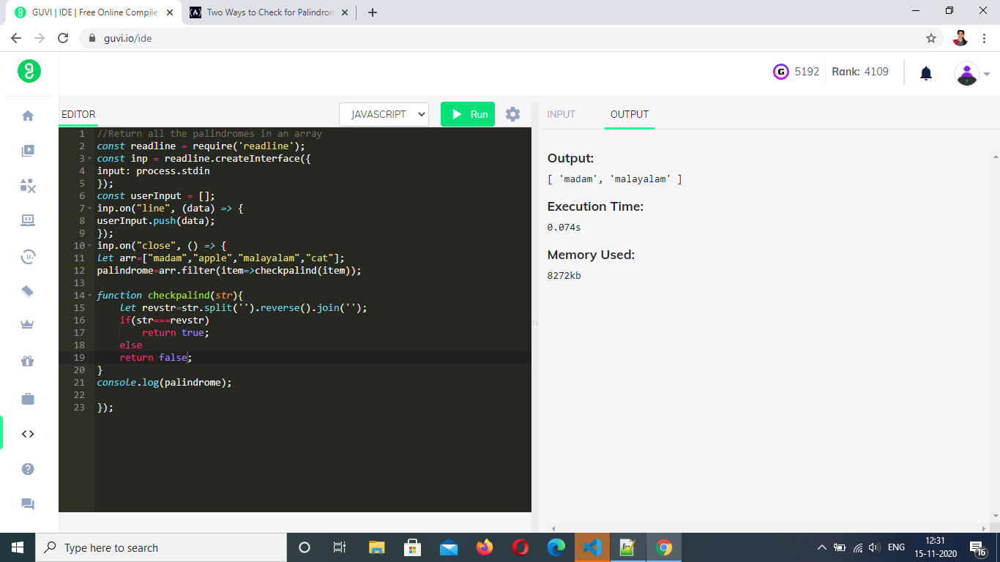 GUVI | IDE | Free Online Compiler
Two Ways to Check for Palindrom
guvi.io/ide
G 5192 Rank: 4109
EDITOR JAVASCRIPT Run
INPUT OUTPUT
1 //Return all the palindromes in an array
2 const readline = require('readline');
3 const inp = readline.createInterface({
4 input: process.stdin
5 });
6 const userInput = [];
7 inp.on("line", (data) => {
8 userInput.push(data);
9 });
10 inp.on("close", () => {
11 let arr=["madam","apple","malayalam","cat"];
12 palindrome=arr.filter(item=>checkpalind(item));
13
14 function checkpalind(str){
15     let revstr=str.split('').reverse().join('');
16     if(str===revstr)
17         return true;
18     else
19     return false;
20 }
21 console.log(palindrome);
22
23 });
Output:
[ 'madam', 'malayalam' ]
Execution Time:
0.074s
Memory Used:
8272kb
Type here to search
ENG
12:31
15-11-2020
16